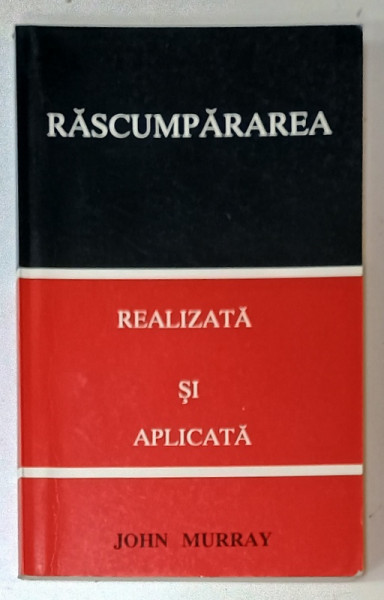 RĂSCUMPĂRAREA
REALIZATĂ
ȘI
APLICATĂ
JOHN MURRAY